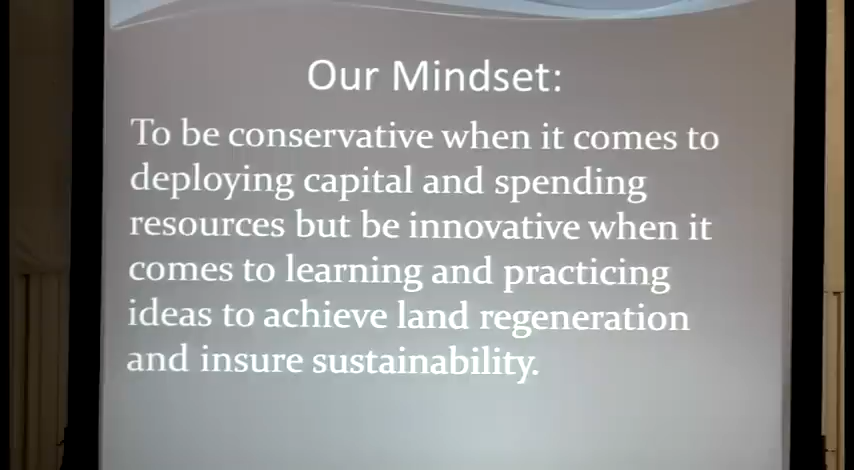 Our Mindset:
To be conservative when it comes to
deploying capital and spending
resources but be innovative when it
comes to learning and practicing
ideas to achieve land regeneration
and insure sustainability.